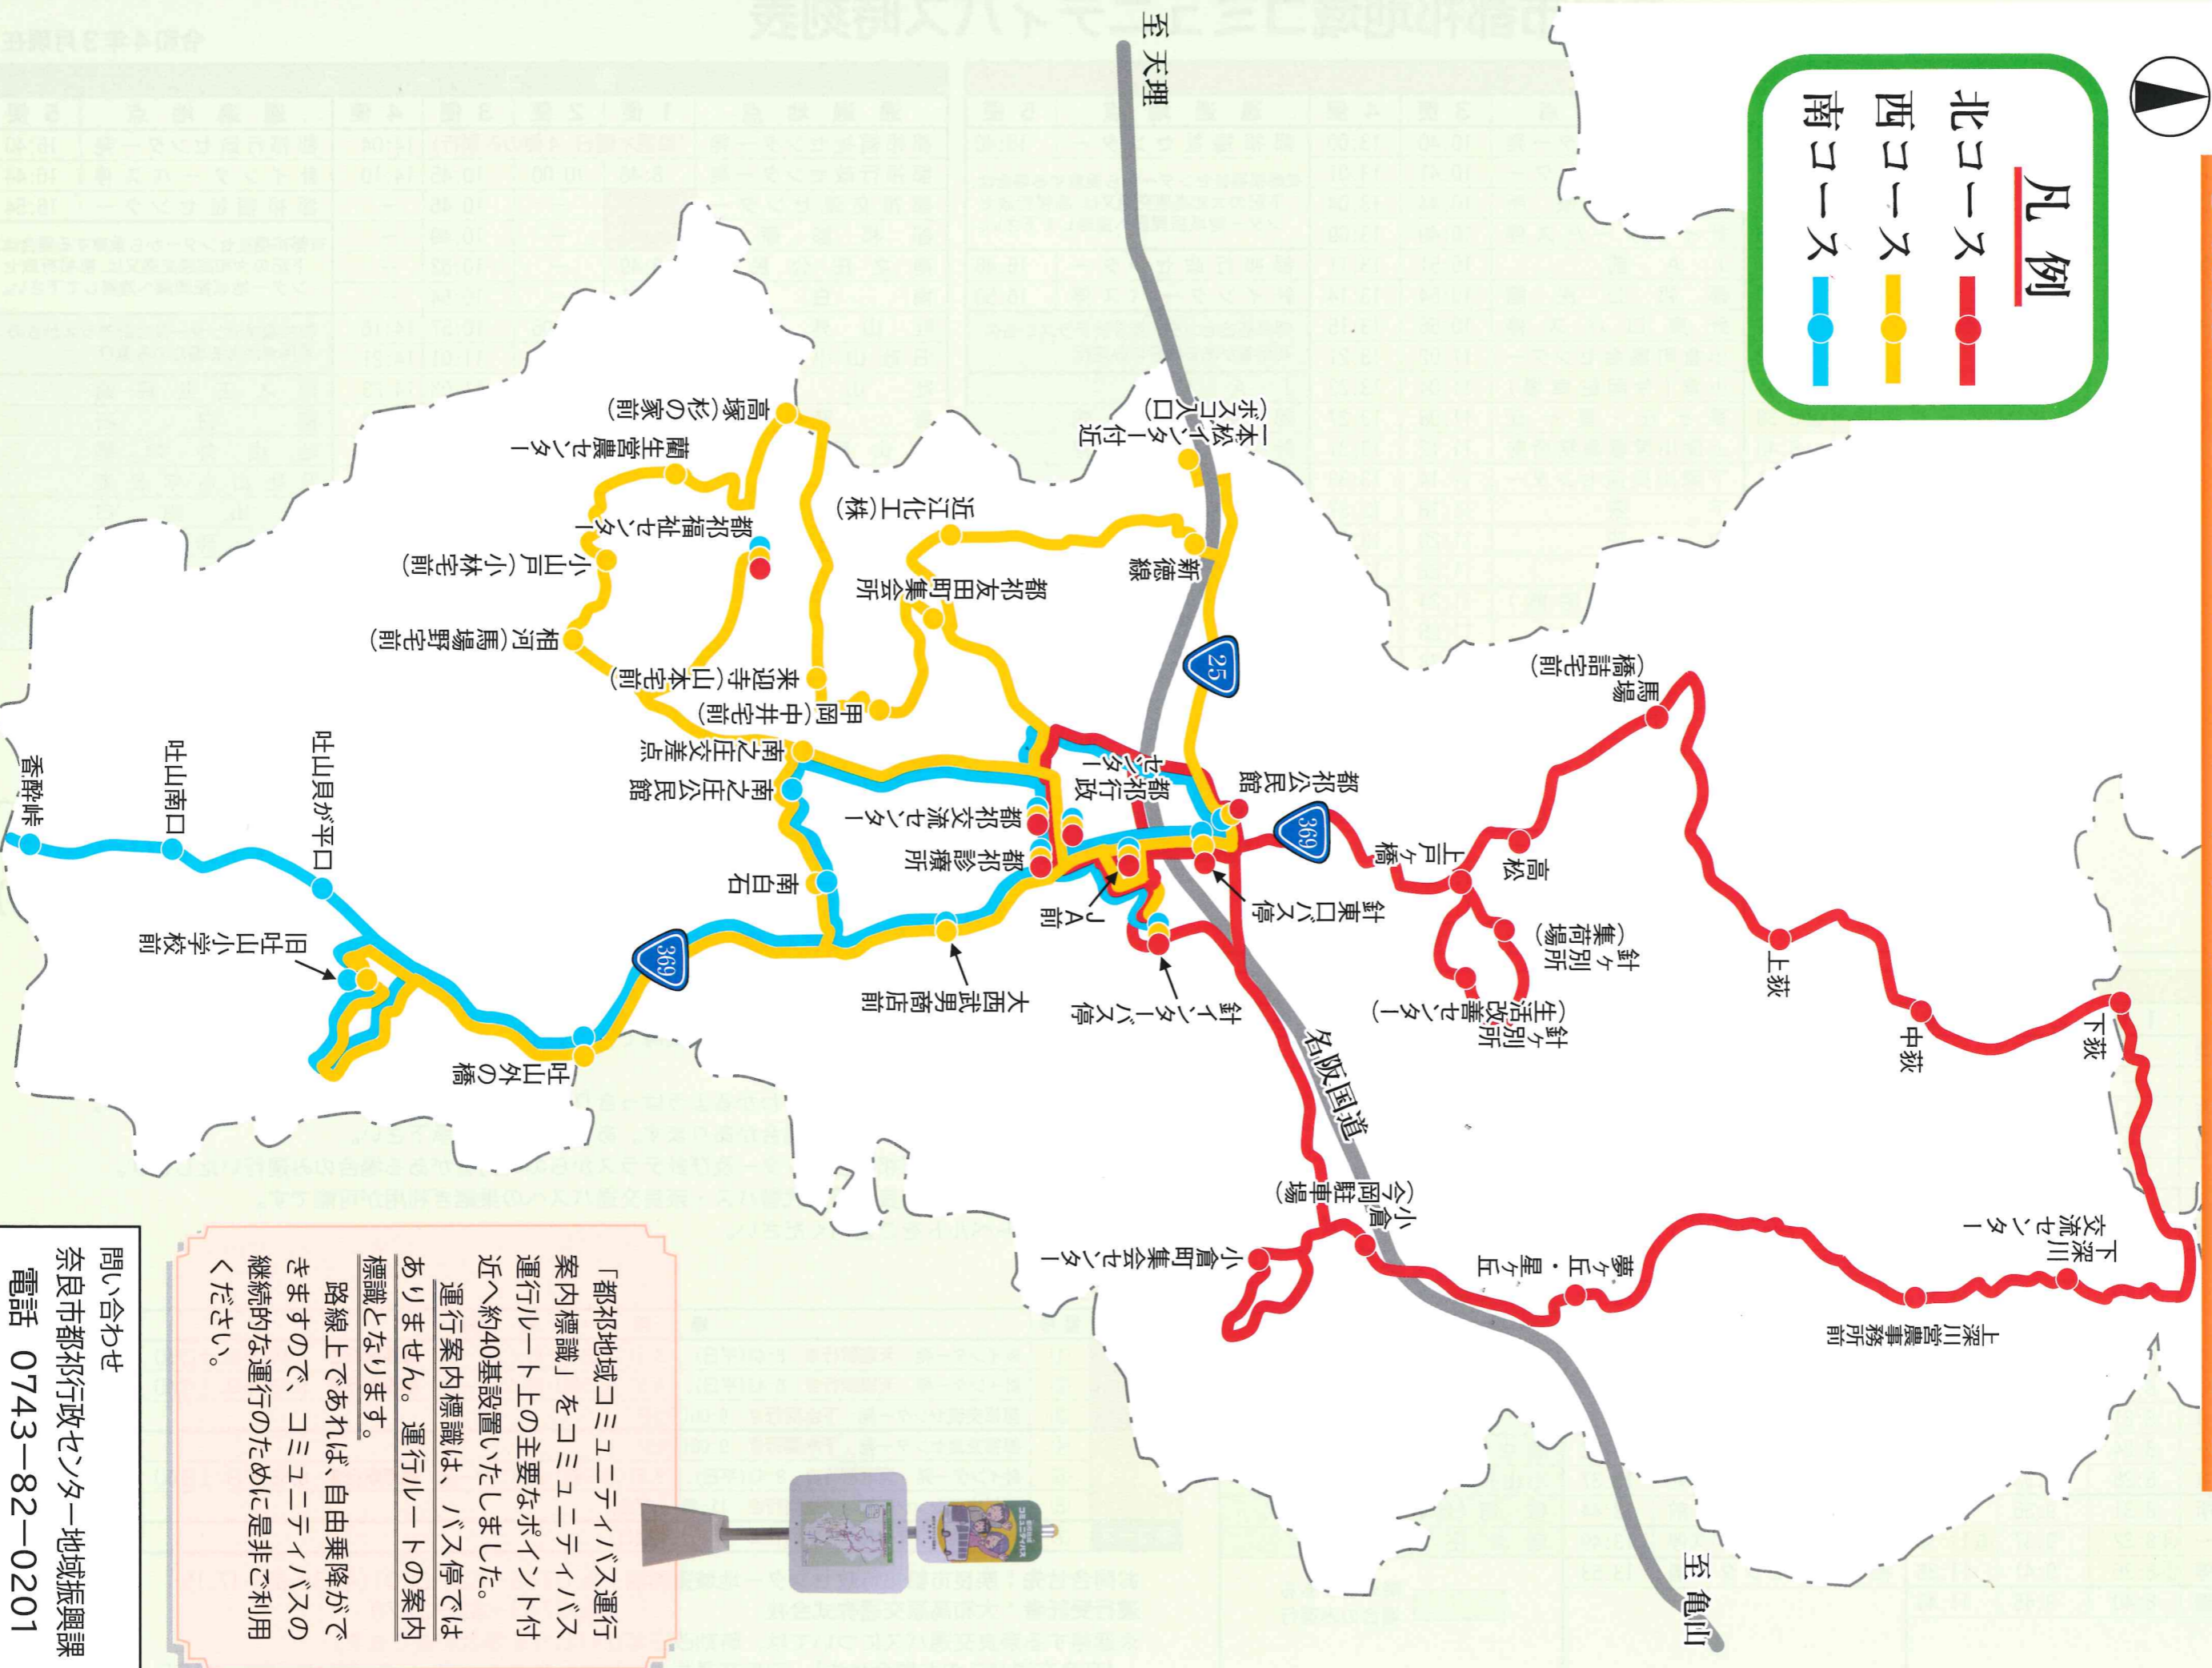 凡例
北コース
西コース
南コース
至 天理
至 亀山
名阪国道
25
369
369
一本松インター付近
(ボスコ入口)
新徳線
近江化工(株)
都祁友田町集会所
高塚(杉の家前)
藺生営農センター
都祁福祉センター
小山戸(小林宅前)
相河(馬場野宅前)
来迎寺(山本宅前)
甲岡(中井宅前)
南之庄交差点
南之庄公民館
南白石
都祁交流センター
都祁診療所
都祁行政
センター
都祁公民館
針東口バス停
JA前
針インターバス停
大西武男商店前
吐山外の橋
旧吐山小学校前
吐山貝が平口
吐山南口
香酔峠
馬場
(橋詰宅前)
高松
上戸ヶ橋
針ヶ別所
(集荷場)
針ヶ別所
(生活改善センター)
上荻
中荻
下荻
下深川
交流センター
上深川営農事務所前
夢ヶ丘・星ヶ丘
小倉
(今岡駐車場)
小倉町集会センター
「都祁地域コミュニティバス運行
案内標識」をコミュニティバス
運行ルート上の主要なポイント付
近へ約40基設置いたしました。
運行案内標識は、バス停では
ありません。運行ルートの案内
標識となります。
路線上であれば、自由乗降がで
きますので、コミュニティバスの
継続的な運行のために是非ご利用
ください。
コミュニティバス
問い合わせ
奈良市都祁行政センター地域振興課
電話 0743-82-0201